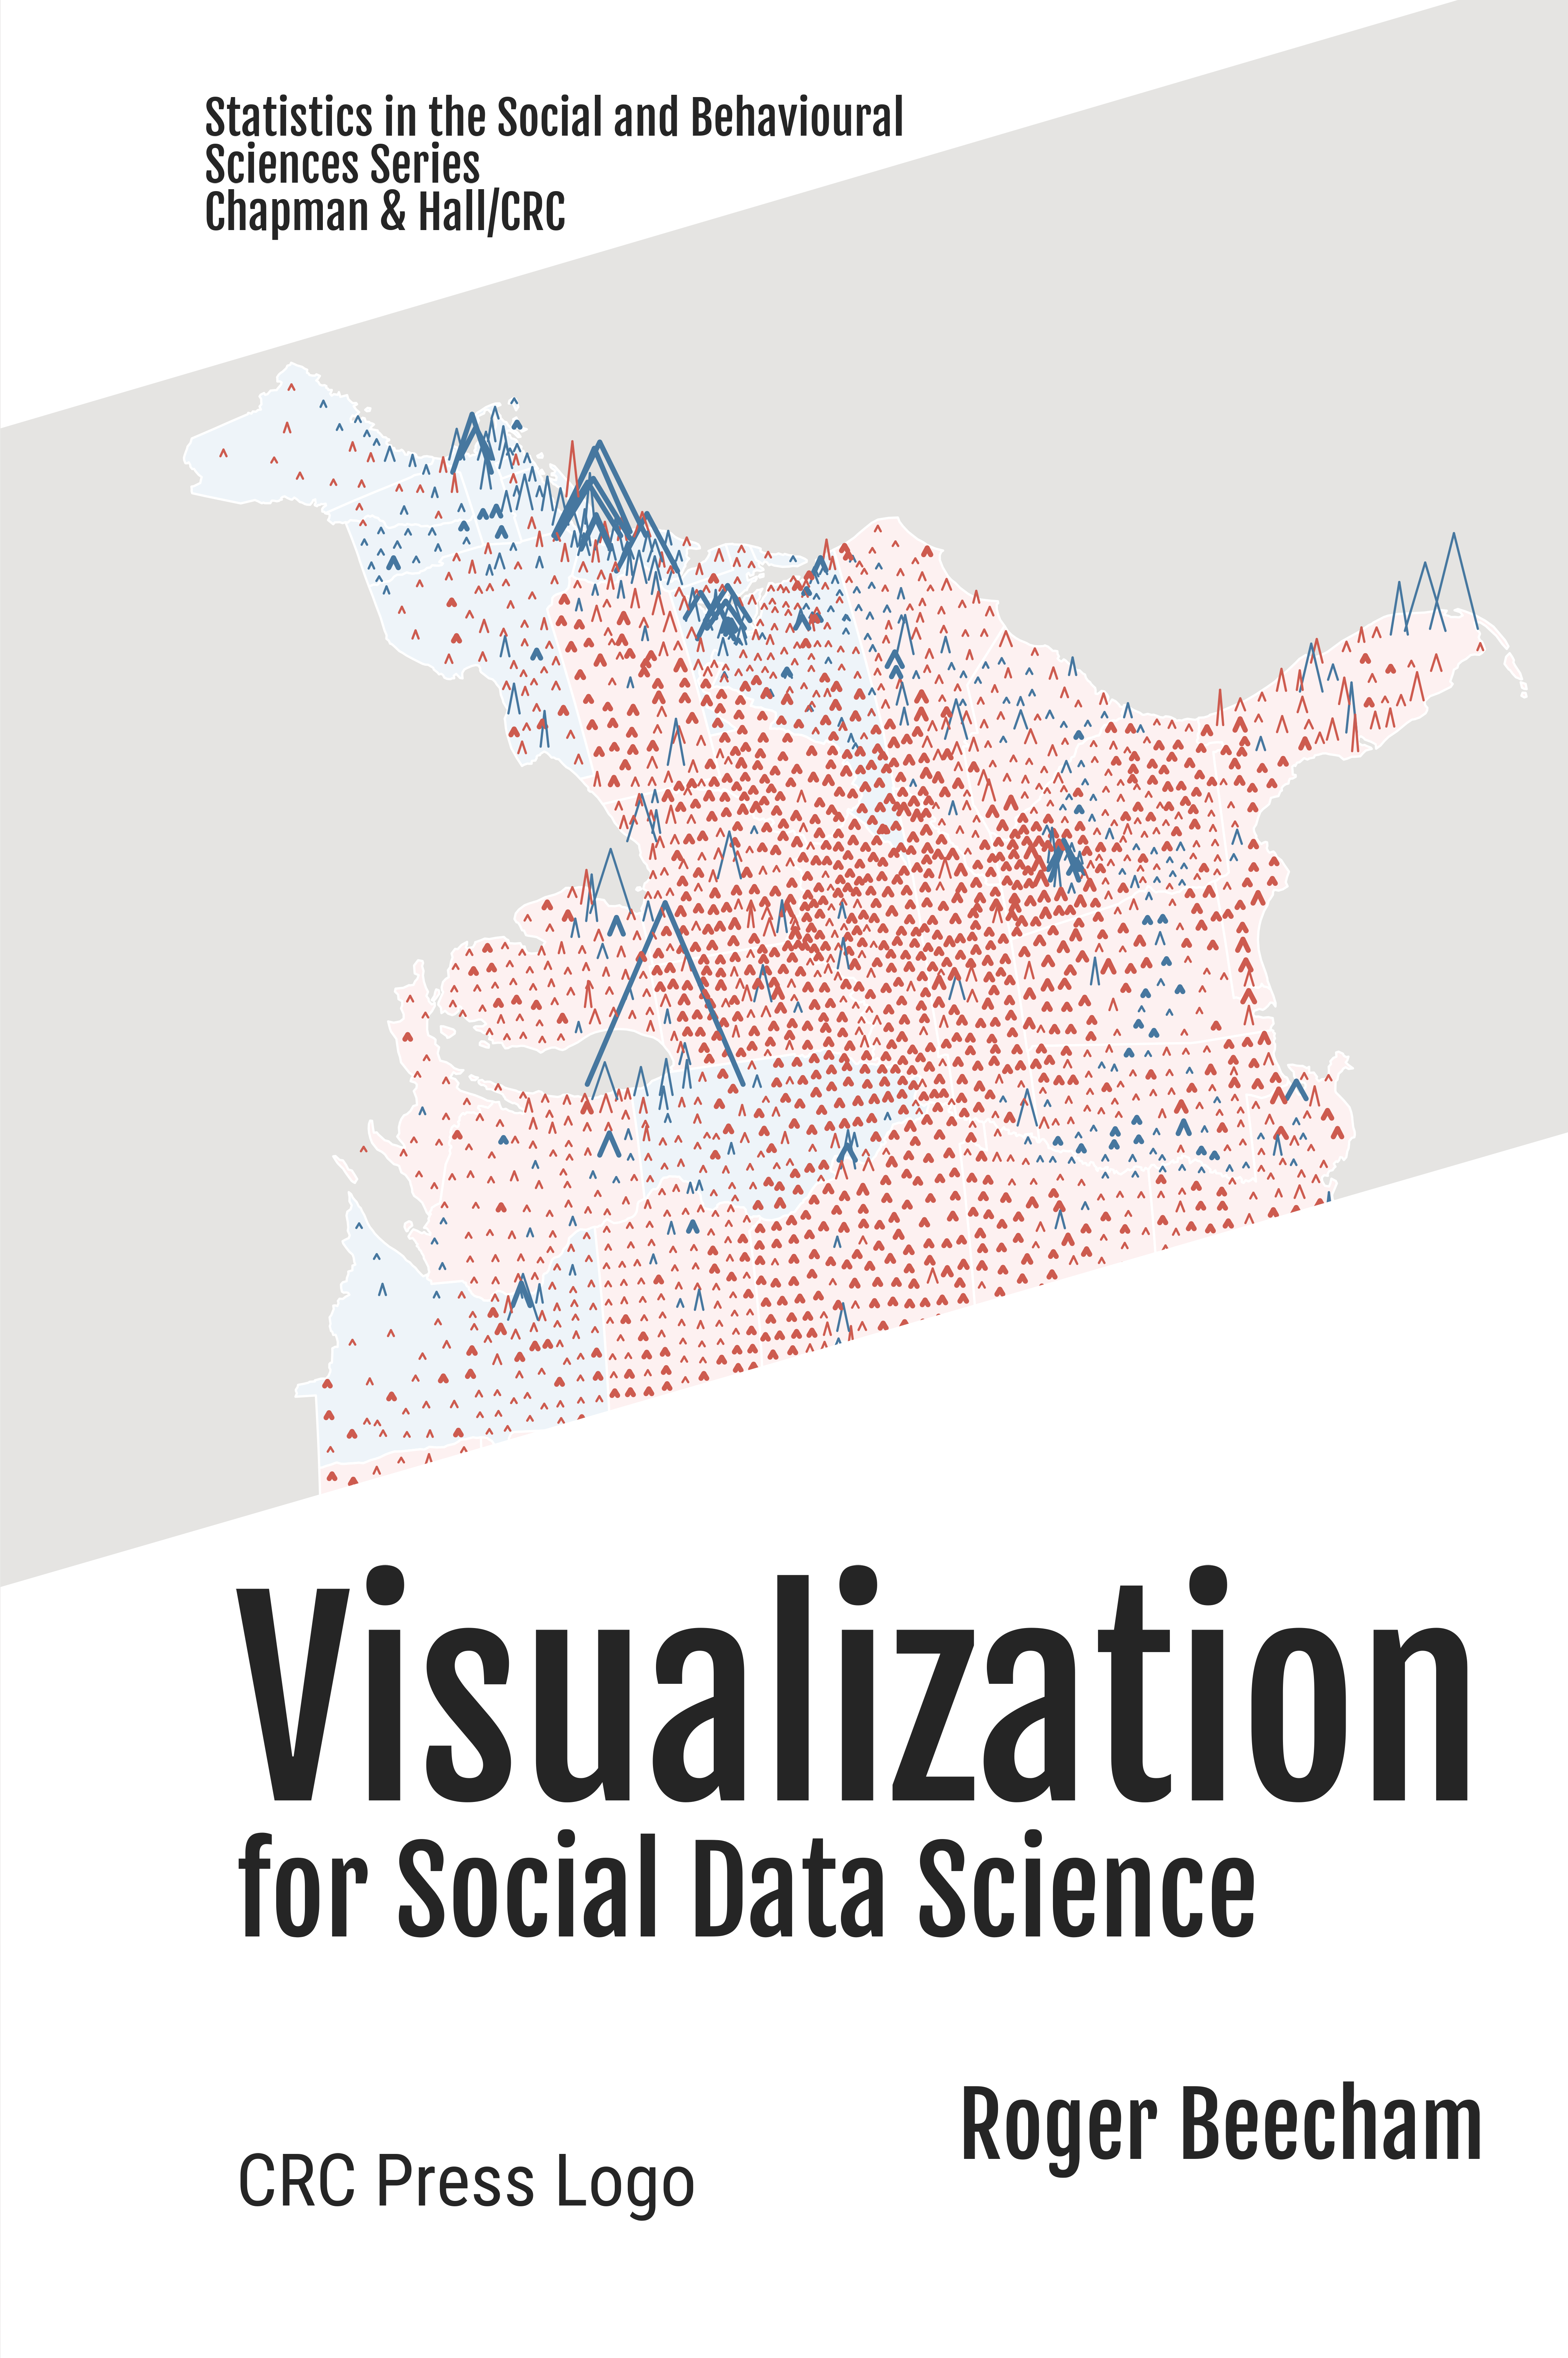 Statistics in the Social and Behavioural
Sciences Series
Chapman & Hall/CRC
Visualization
for Social Data Science
Roger Beecham
CRC Press Logo